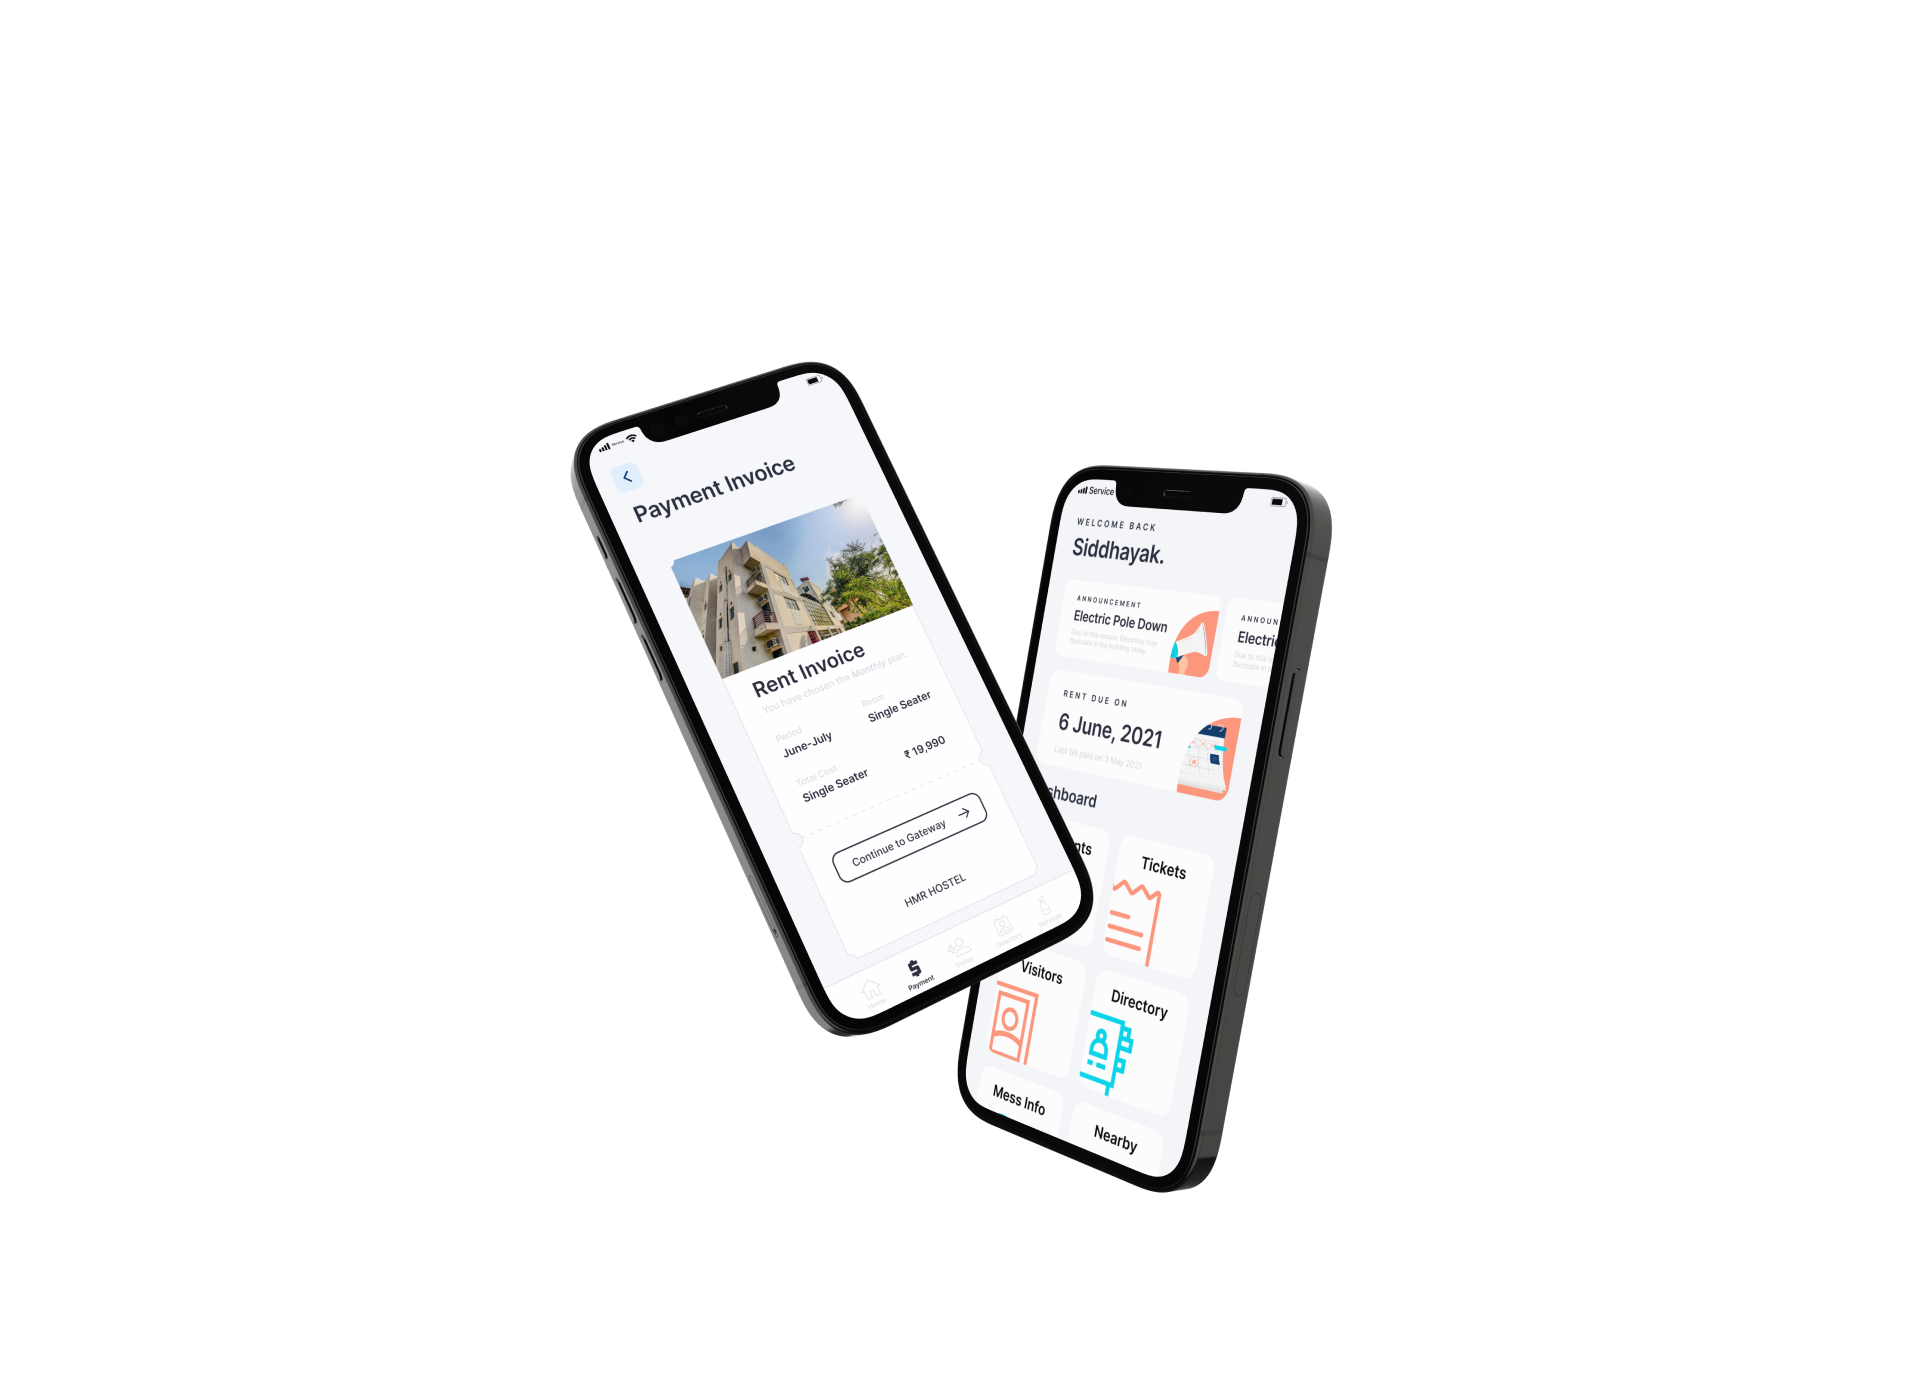 Service
Payment Invoice
Rent Invoice
You have chosen the Monthly plan.
Period
Room
June-July
Single Seater
Total Cost
Single Seater
₹ 19,990
Continue to Gateway
HMR HOSTEL
Home
Payment
Visitor
Directory
Services
Service
WELCOME BACK
Siddhayak.
ANNOUNCEMENT
Electric Pole Down
Due to this reason, Electricity may
fluctuate in the building today.
ANNOUN
Electric
Due to this r
fluctuate in
RENT DUE ON
6 June, 2021
Last bill paid on 3 May 2021
shboard
nts
Tickets
Visitors
Directory
Mess Info
Nearby